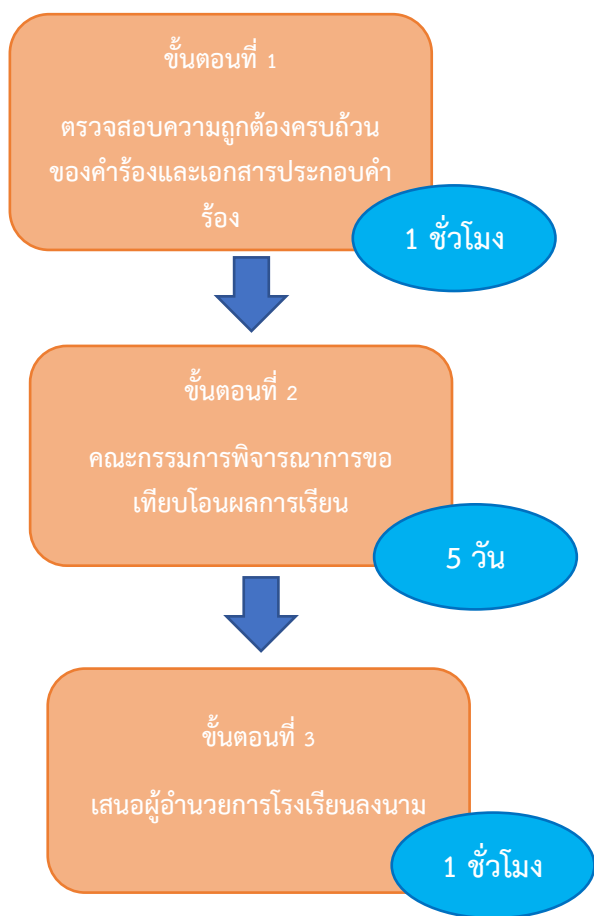 ขั้นตอนที่ 1
ตรวจสอบความถูกต้องครบถ้วน
ของคำร้องและเอกสารประกอบคำ
ร้อง
1 ชั่วโมง
ขั้นตอนที่ 2
คณะกรรมการพิจารณาการขอ
เทียบโอนผลการเรียน
5 วัน
ขั้นตอนที่ 3
เสนอผู้อำนวยการโรงเรียนลงนาม
1 ชั่วโมง